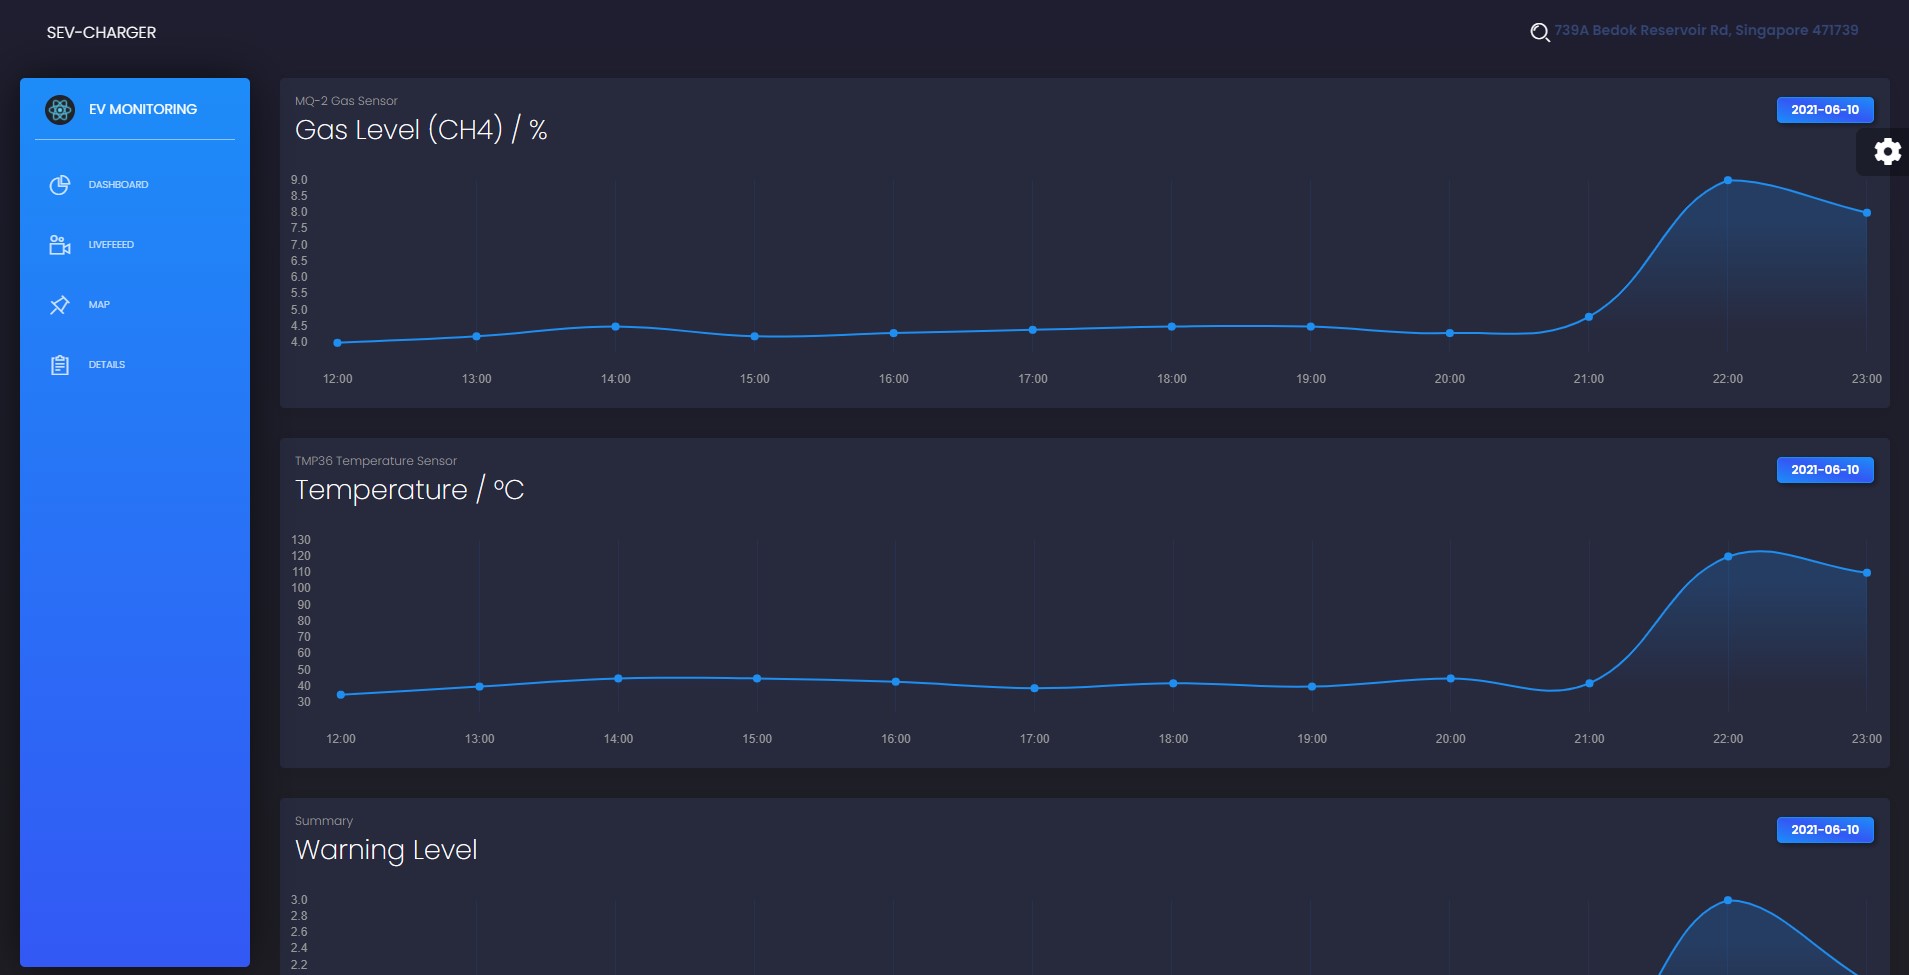 SEV-CHARGER
739A Bedok Reservoir Rd, Singapore 471739
EV MONITORING
DASHBOARD
LIVEFEEED
MAP
DETAILS
MQ-2 Gas Sensor
Gas Level (CH4) / %
2021-06-10
9.0
8.5
8.0
7.5
7.0
6.5
6.0
5.5
5.0
4.5
4.0
12:00 13:00 14:00 15:00 16:00 17:00 18:00 19:00 20:00 21:00 22:00 23:00
TMP36 Temperature Sensor
Temperature / °C
2021-06-10
130
120
110
100
90
80
70
60
50
40
30
12:00 13:00 14:00 15:00 16:00 17:00 18:00 19:00 20:00 21:00 22:00 23:00
Summary
Warning Level
2021-06-10
3.0
2.8
2.6
2.4
2.2